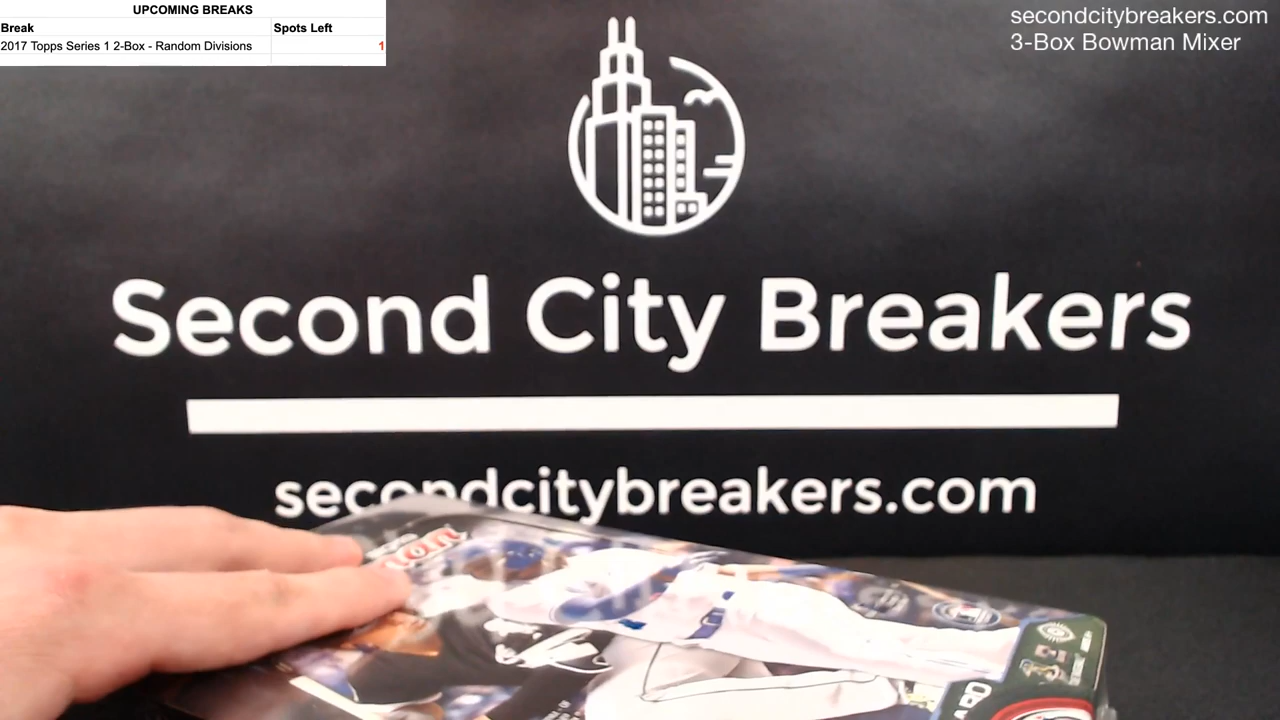 UPCOMING BREAKS
Break Spots Left
2017 Topps Series 1 2-Box - Random Divisions 1
secondcitybreakers.com
3-Box Bowman Mixer
Second City Breakers
secondcitybreakers.com